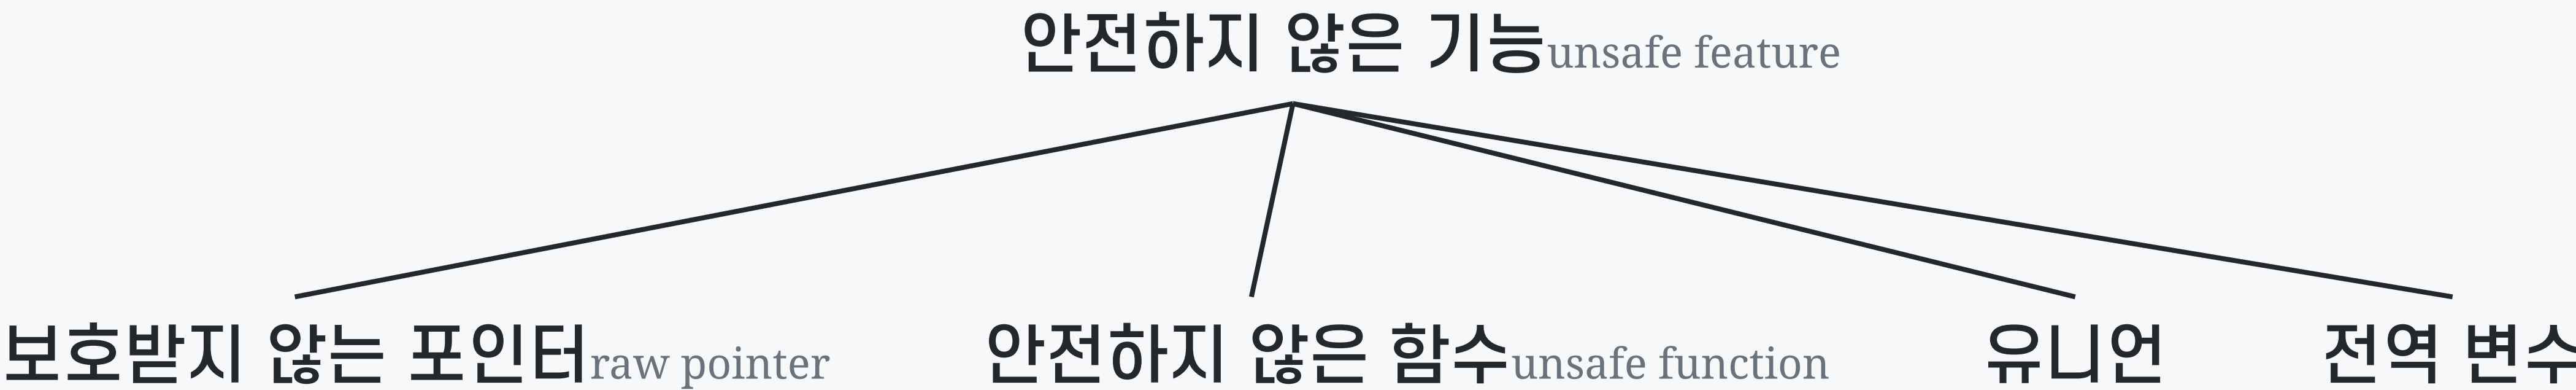 안전하지 않은 기능unsafe feature
보호받지 않는 포인터raw pointer 안전하지 않은 함수unsafe function 유니언 전역 변수